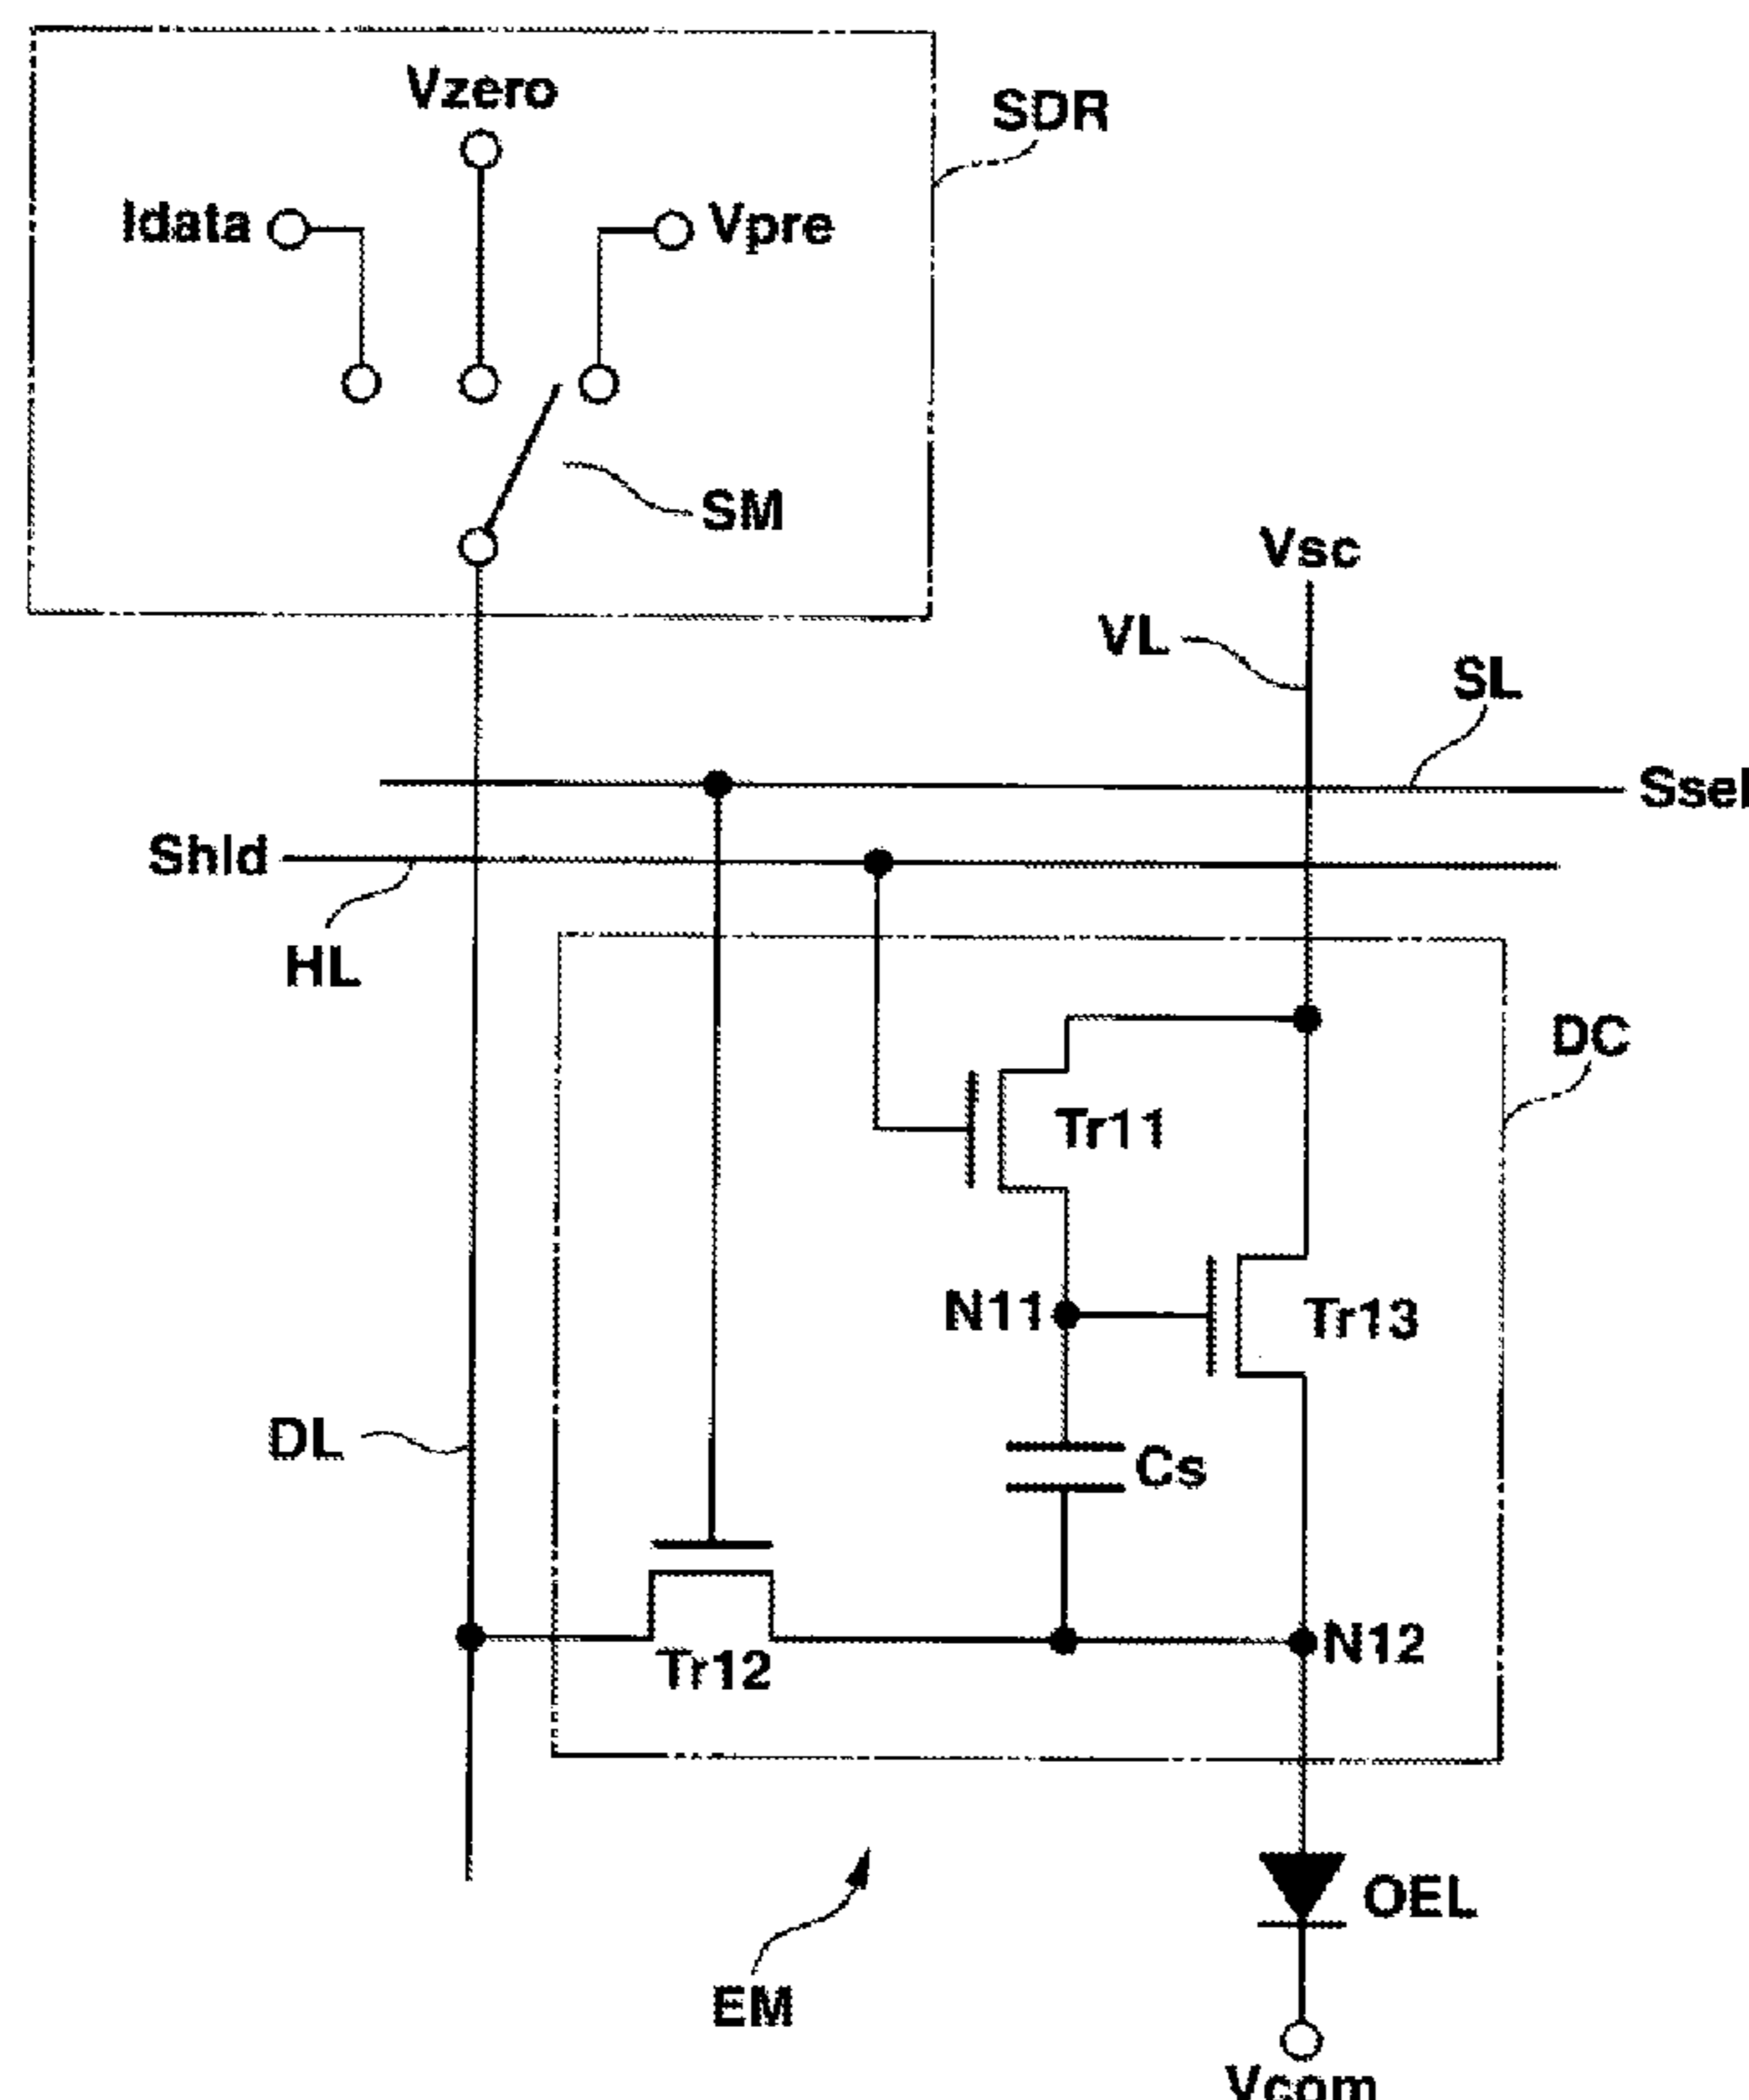 Vzero
SDR
Idata
Vpre
SM
Vsc
VL
SL
Ssel
Shld
HL
DC
Tr11
N11
Tr13
DL
Cs
Tr12
N12
OEL
EM
Vcom